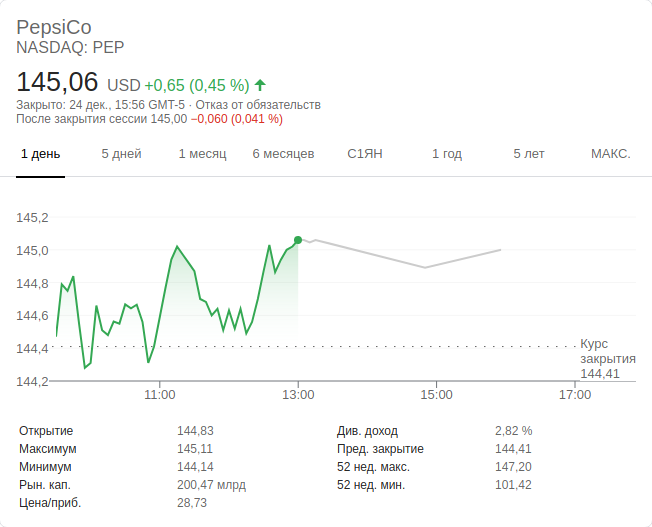 PepsiCo
NASDAQ: PEP
145,06 USD +0,65 (0,45 %) ↑
Закрыто: 24 дек., 15:56 GMT-5 · Отказ от обязательств
После закрытия сессии 145,00 −0,060 (0,041 %)
1 день 5 дней 1 месяц 6 месяцев С1ЯН 1 год 5 лет МАКС.
145,2
145,0
144,8
144,6
144,4
144,2
Курс
закрытия
144,41
11:00 13:00 15:00 17:00
Открытие 144,83 Див. доход 2,82 %
Максимум 145,11 Пред. закрытие 144,41
Минимум 144,14 52 нед. макс. 147,20
Рын. кап. 200,47 млрд 52 нед. мин. 101,42
Цена/приб. 28,73